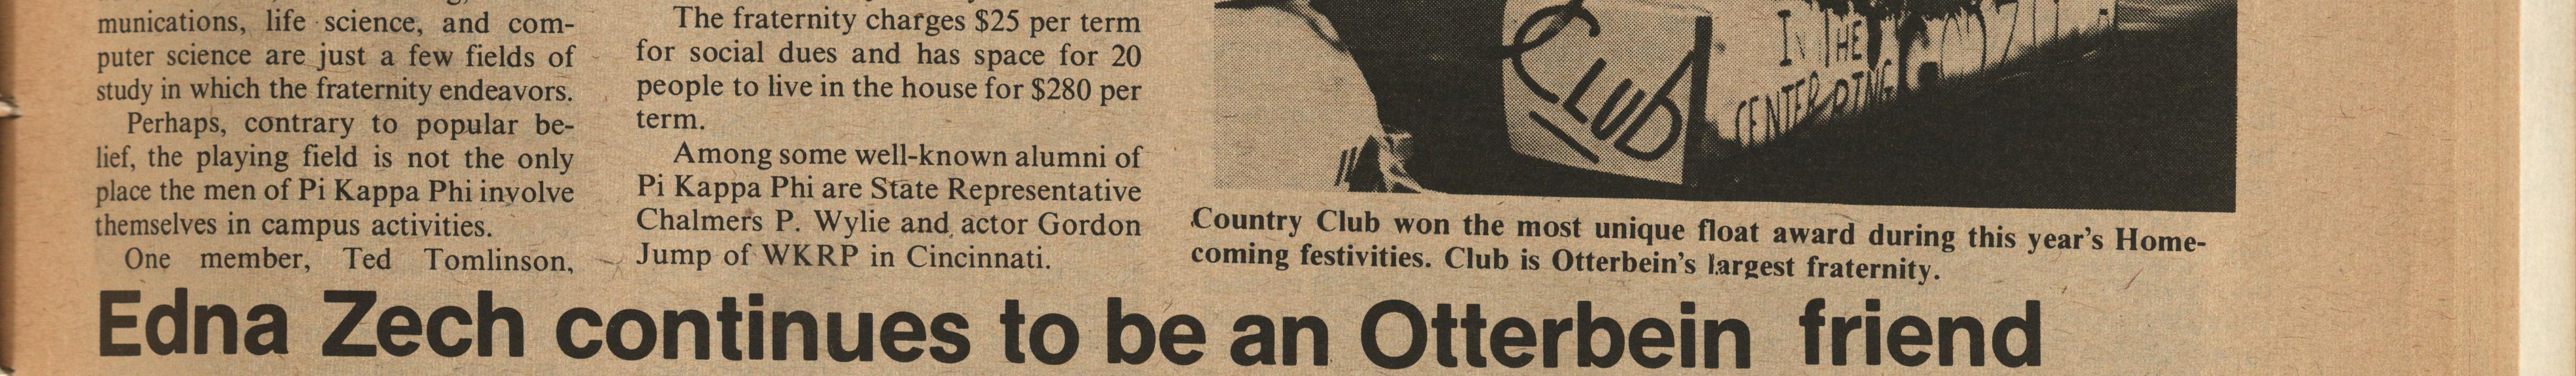 munications, life science, and com-
puter science are just a few fields of
study in which the fraternity endeavors.
Perhaps, contrary to popular be-
lief, the playing field is not the only
place the men of Pi Kappa Phi involve
themselves in campus activities.
One member, Ted Tomlinson,
The fraternity charges $25 per term
for social dues and has space for 20
people to live in the house for $280 per
term.
Among some well-known alumni of
Pi Kappa Phi are State Representative
Chalmers P. Wylie and actor Gordon
Jump of WKRP in Cincinnati.
CLUB
IN THE
CENTER RING
Country Club won the most unique float award during this year's Home-
coming festivities. Club is Otterbein's largest fraternity.
Edna Zech continues to be an Otterbein friend